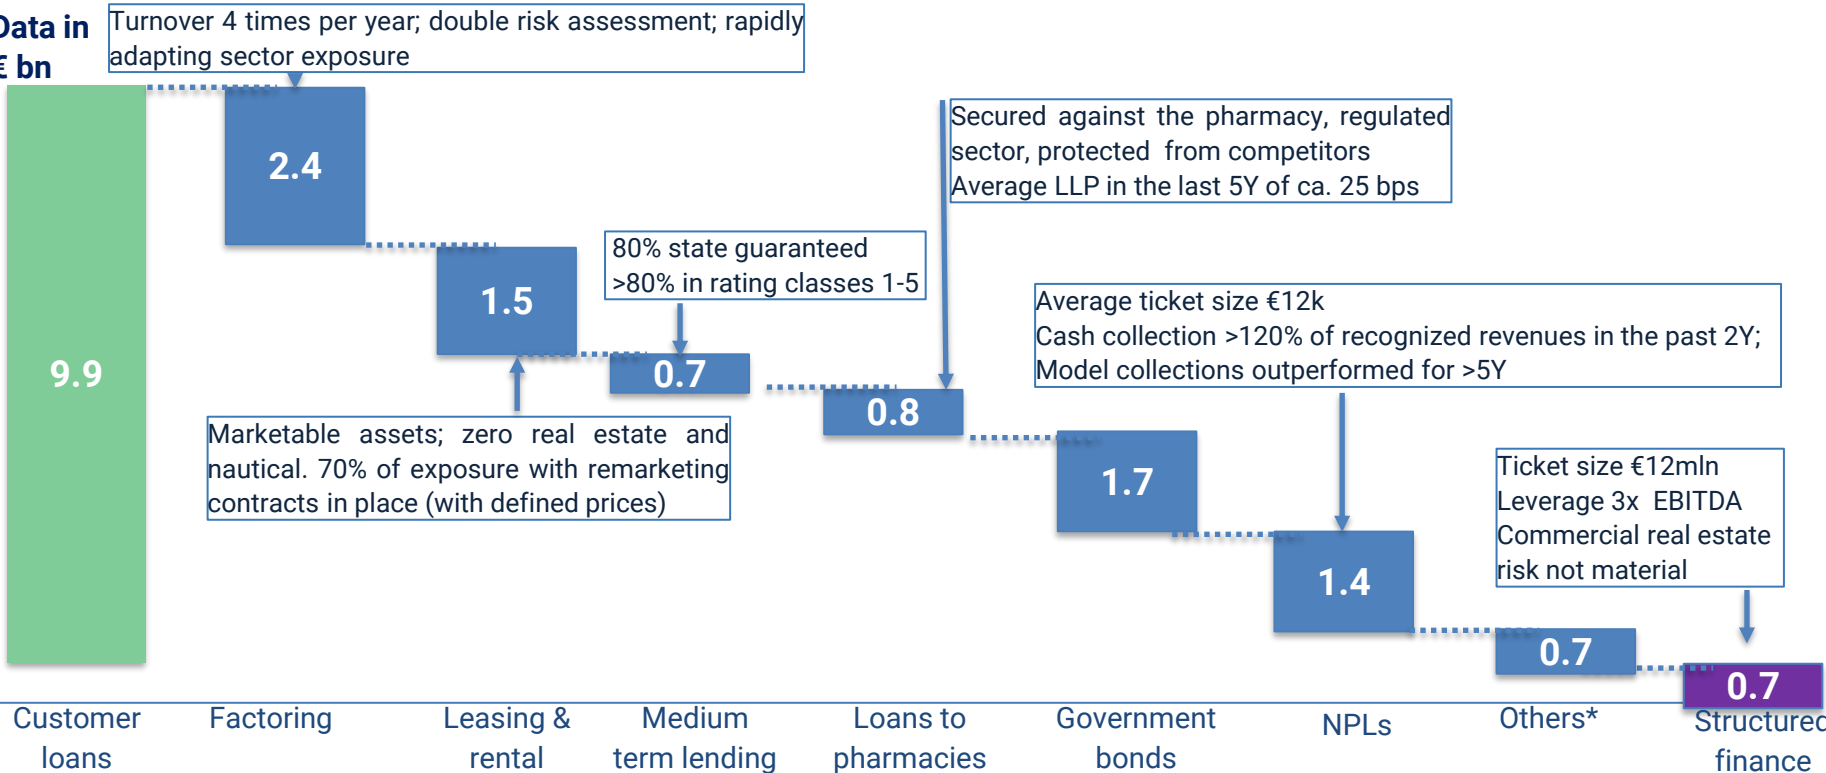 Data in
€ bn
Turnover 4 times per year; double risk assessment; rapidly
adapting sector exposure
Secured against the pharmacy, regulated
sector, protected from competitors
Average LLP in the last 5Y of ca. 25 bps
80% state guaranteed
>80% in rating classes 1-5
Average ticket size €12k
Cash collection >120% of recognized revenues in the past 2Y;
Model collections outperformed for >5Y
Marketable assets; zero real estate and
nautical. 70% of exposure with remarketing
contracts in place (with defined prices)
Ticket size €12mln
Leverage 3x EBITDA
Commercial real estate
risk not material
9.9
2.4
1.5
0.7
0.8
1.7
1.4
0.7
0.7
Customer
loans
Factoring
Leasing &
rental
Medium
term lending
Loans to
pharmacies
Government
bonds
NPLs
Others*
Structured
finance